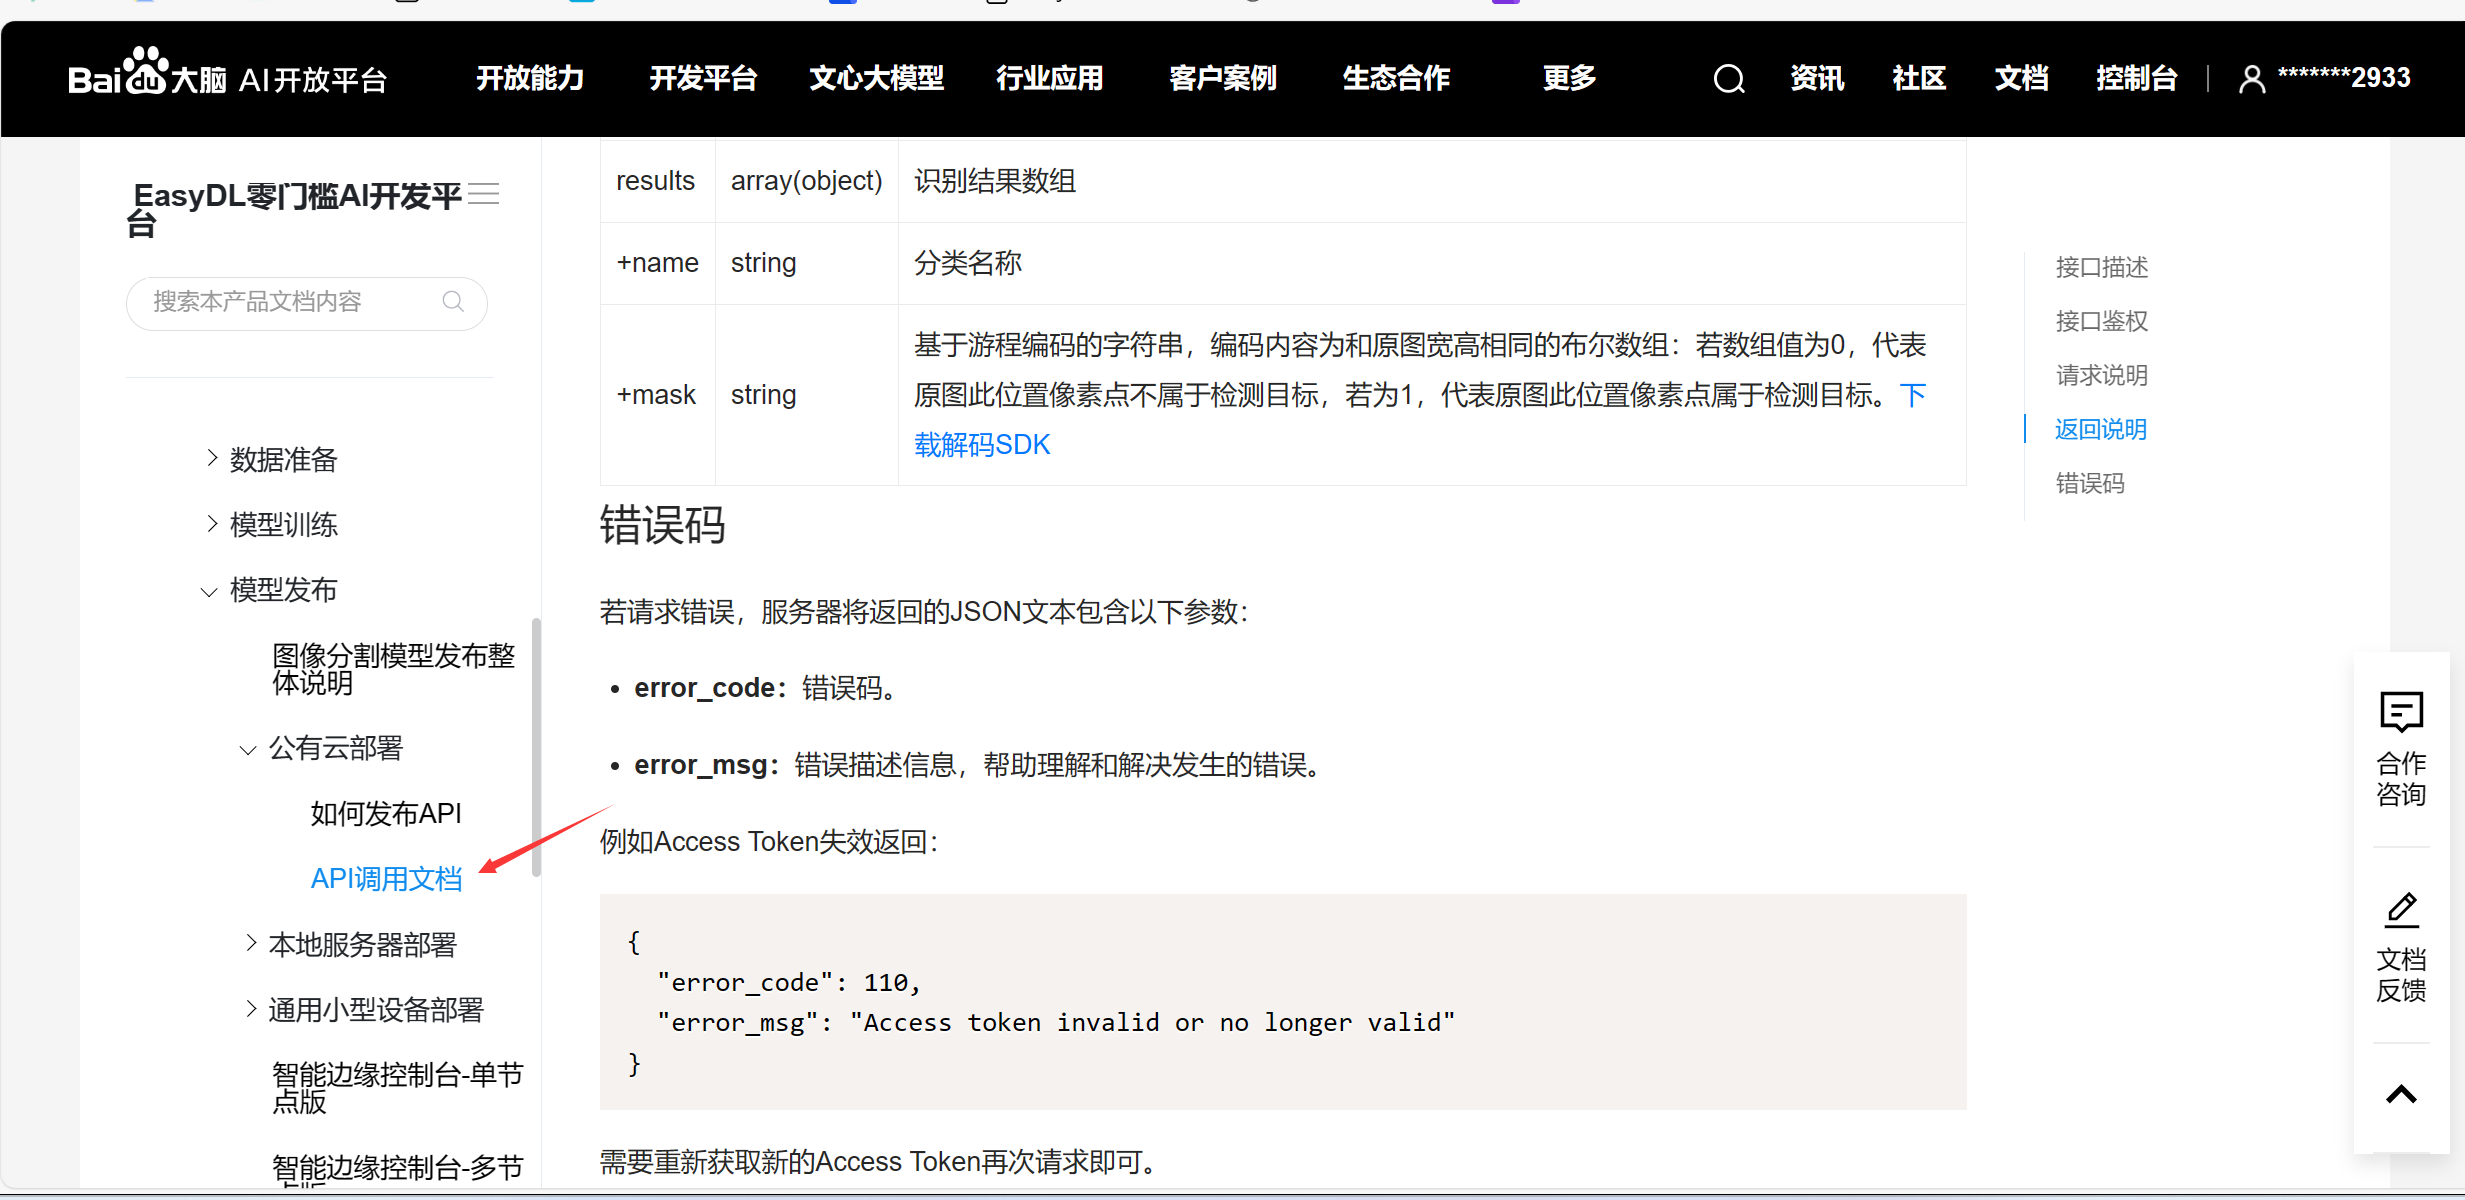 Bai du 大脑 AI开放平台 开放能力 开发平台 文心大模型 行业应用 客户案例 生态合作 更多 资讯 社区 文档 控制台 *******2933
EasyDL零门槛AI开发平
台
搜索本产品文档内容
数据准备
模型训练
模型发布
图像分割模型发布整
体说明
公有云部署
如何发布API
API调用文档
本地服务器部署
通用小型设备部署
智能边缘控制台-单节
点版
智能边缘控制台-多节
results array(object) 识别结果数组
+name string 分类名称
+mask string 基于游程编码的字符串，编码内容为和原图宽高相同的布尔数组：若数组值为0，代表
原图此位置像素点不属于检测目标，若为1，代表原图此位置像素点属于检测目标。下
载解码SDK
错误码
若请求错误，服务器将返回的JSON文本包含以下参数：
• error_code：错误码。
• error_msg：错误描述信息，帮助理解和解决发生的错误。
例如Access Token失效返回：
{
"error_code": 110,
"error_msg": "Access token invalid or no longer valid"
}
需要重新获取新的Access Token再次请求即可。
接口描述
接口鉴权
请求说明
返回说明
错误码
合作
咨询
文档
反馈